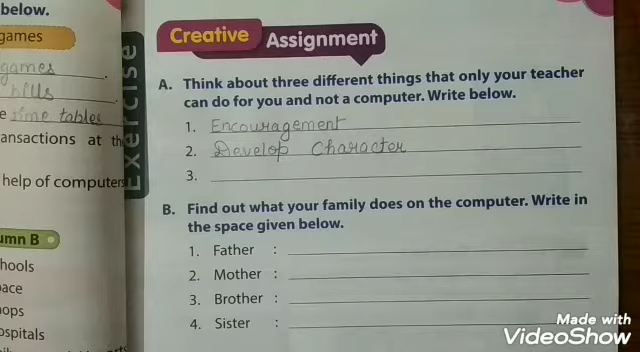 below.
games
games
bills
e time tables
ansactions at th
help of computers
umn B
hools
ace
ops
ospitals
Exercise
Creative Assignment
A. Think about three different things that only your teacher
can do for you and not a computer. Write below.
1. Encouragement
2. Develop Character
3.
B. Find out what your family does on the computer. Write in
the space given below.
1. Father :
2. Mother :
3. Brother :
4. Sister :
Made with
VideoShow